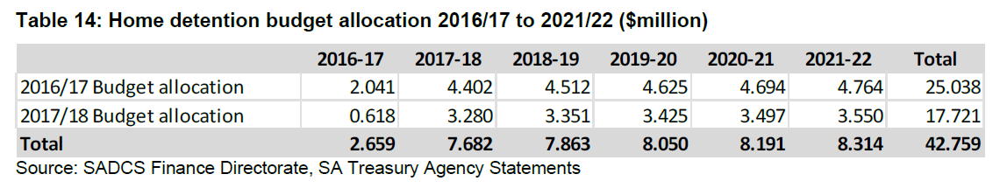 Table 14: Home detention budget allocation 2016/17 to 2021/22 ($million)
2016-17 2017-18 2018-19 2019-20 2020-21 2021-22 Total
2016/17 Budget allocation 2.041 4.402 4.512 4.625 4.694 4.764 25.038
2017/18 Budget allocation 0.618 3.280 3.351 3.425 3.497 3.550 17.721
Total 2.659 7.682 7.863 8.050 8.191 8.314 42.759
Source: SADCS Finance Directorate, SA Treasury Agency Statements